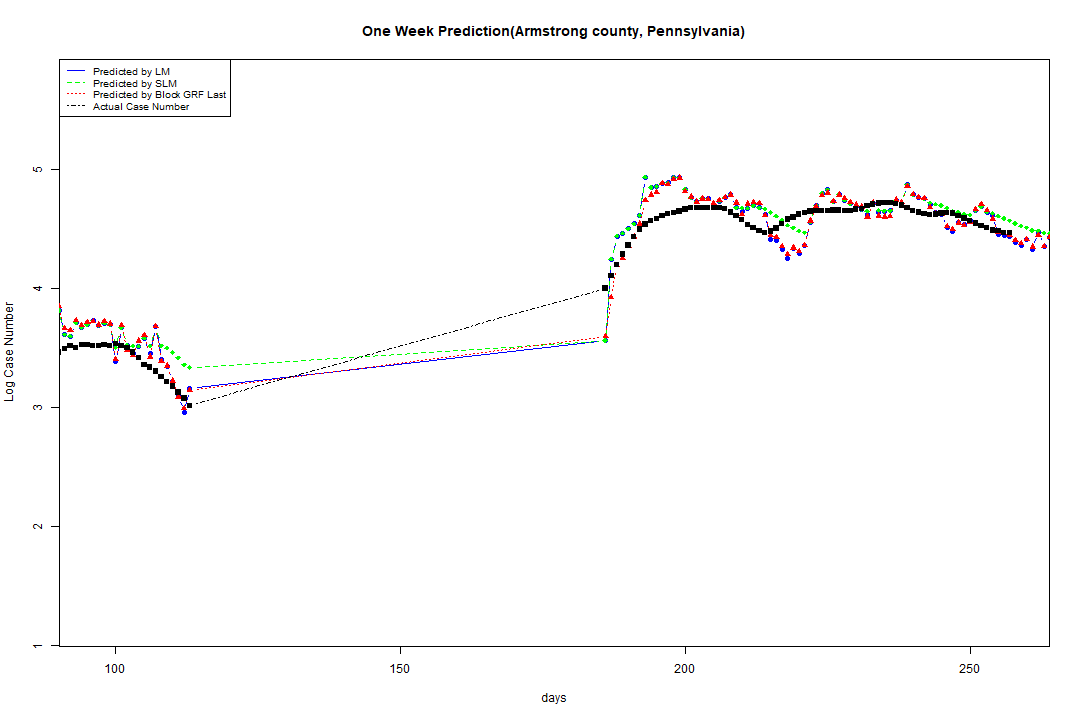 One Week Prediction(Armstrong county, Pennsylvania)
Predicted by LM
Predicted by SLM
Predicted by Block GRF Last
Actual Case Number
5
4
3
2
1
Log Case Number
100
150
200
250
days